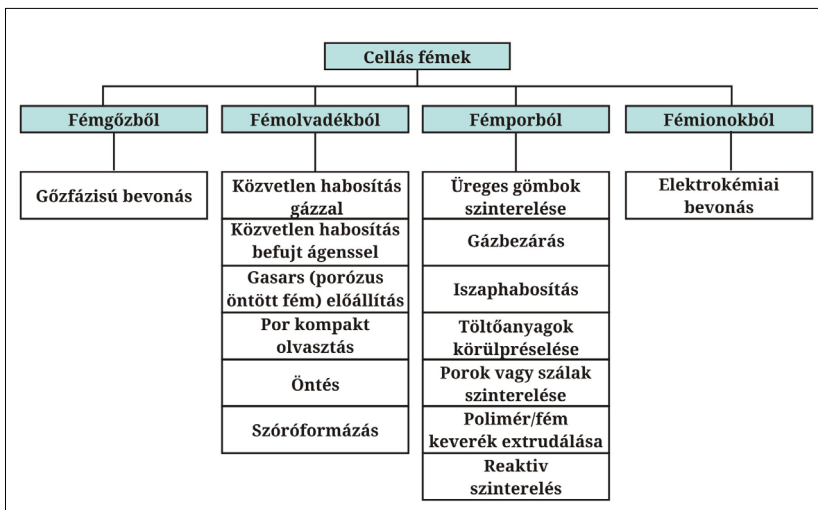 Cellás fémek
Fémgőzből
Fémolvadékból
Fémporból
Fémionokból
Gőzfázisú bevonás
Közvetlen habosítás
gázzal
Közvetlen habosítás
befujt ágenssel
Gasars (porózus
öntött fém) előállítás
Por kompakt
olvasztás
Öntés
Szóróformázás
Üreges gömbok
szinterelése
Gázbezárás
Iszaphabosítás
Töltőanyagok
körülpréselése
Porok vagy szálak
szinterelése
Polimér/fém
keverék extrudálása
Reaktiv
szinterelés
Elektrokémiai
bevonás